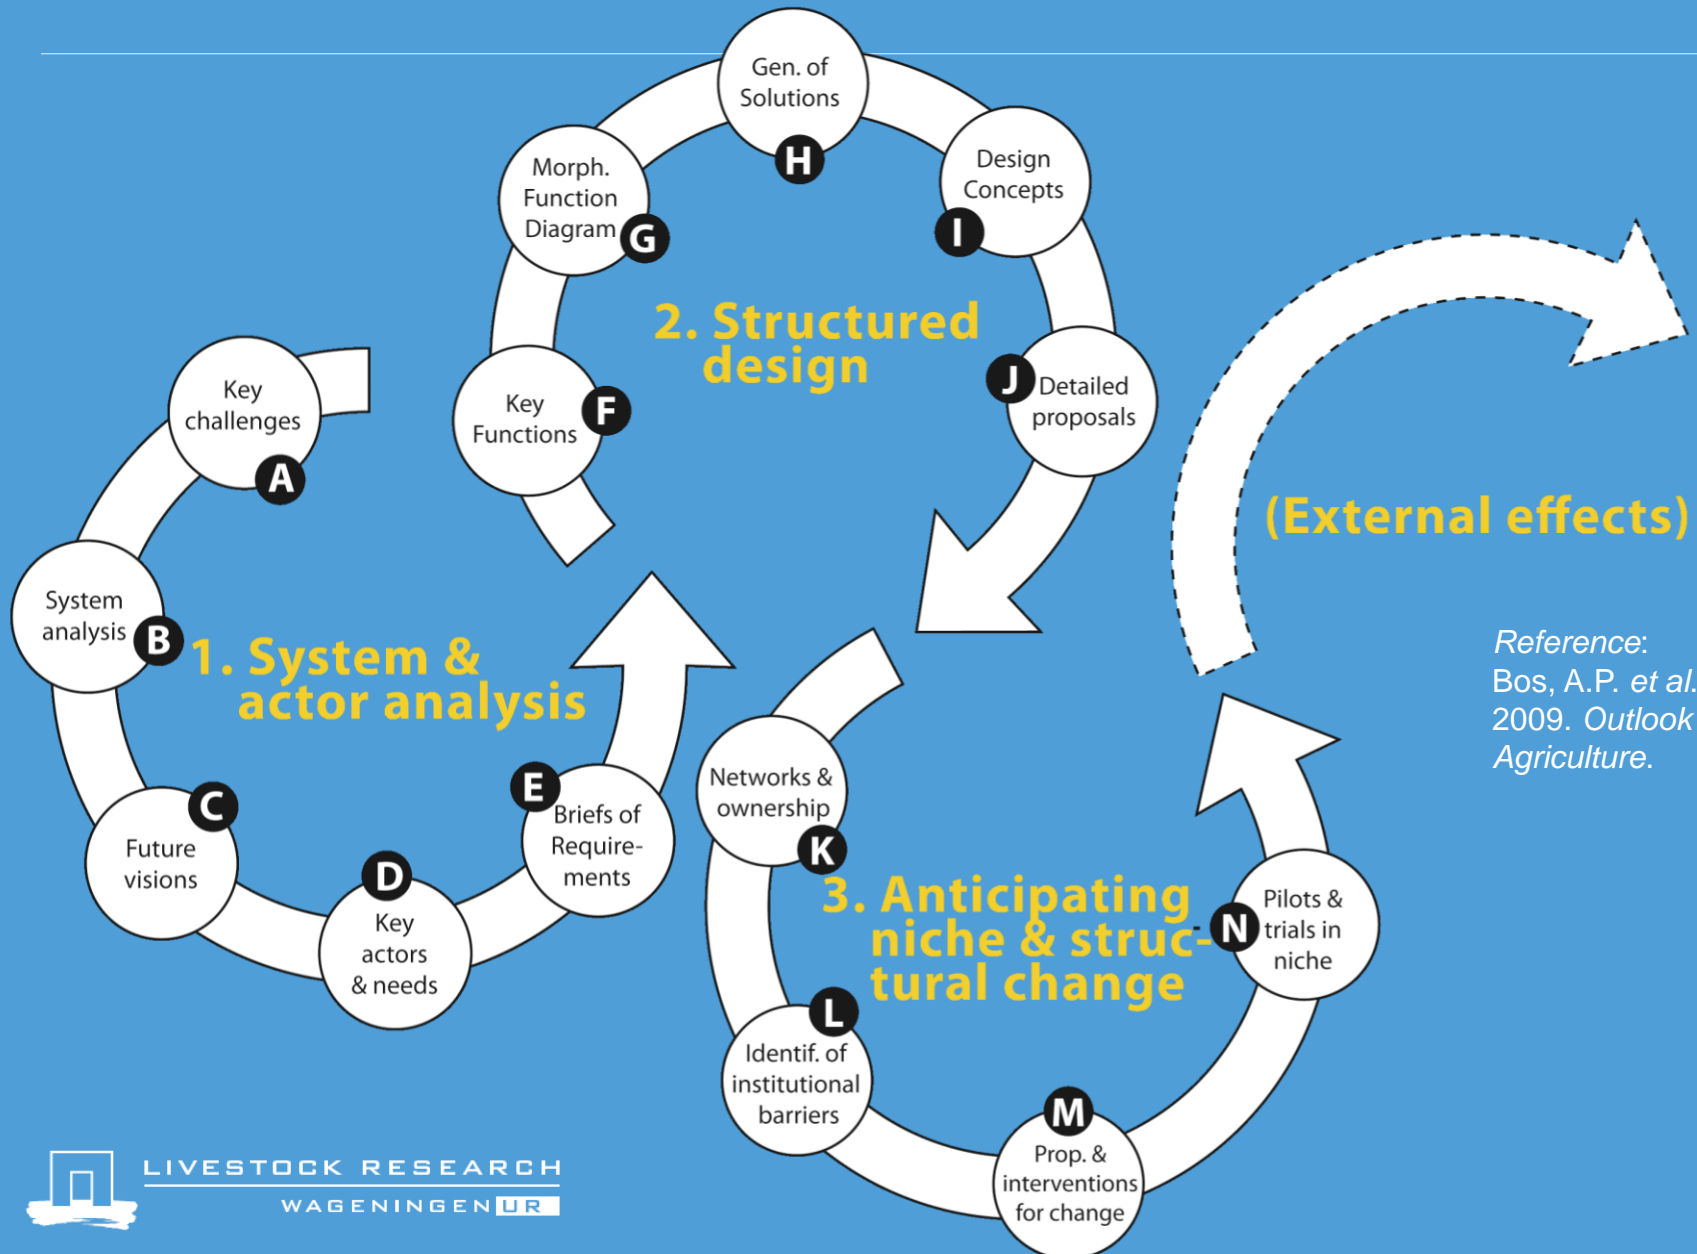 Key
challenges
A
System
analysis
B
1. System &
actor analysis
C
Future
visions
D
Key
actors
& needs
E
Briefs of
Require-
ments
Key
Functions
F
Morph.
Function
Diagram
G
Gen. of
Solutions
H
Design
Concepts
I
2. Structured
design
J
Detailed
proposals
Networks &
ownership
K
3. Anticipating
niche & struc-
tural change
L
Identif. of
institutional
barriers
M
Prop. &
interventions
for change
N
Pilots &
trials in
niche
(External effects)
Reference:
Bos, A.P. et al.
2009. Outlook
Agriculture.
LIVESTOCK RESEARCH
WAGENINGEN UR